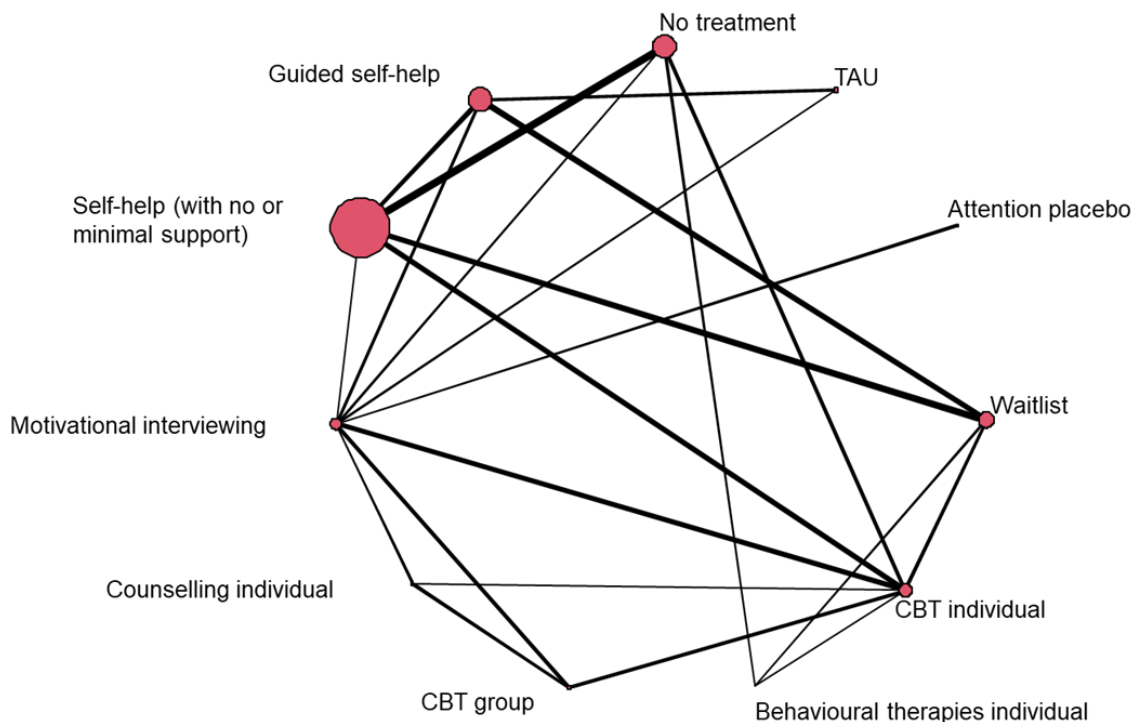 No treatment
Guided self-help
TAU
Self-help (with no or
minimal support)
Attention placebo
Waitlist
Motivational interviewing
Counselling individual
CBT individual
CBT group
Behavioural therapies individual